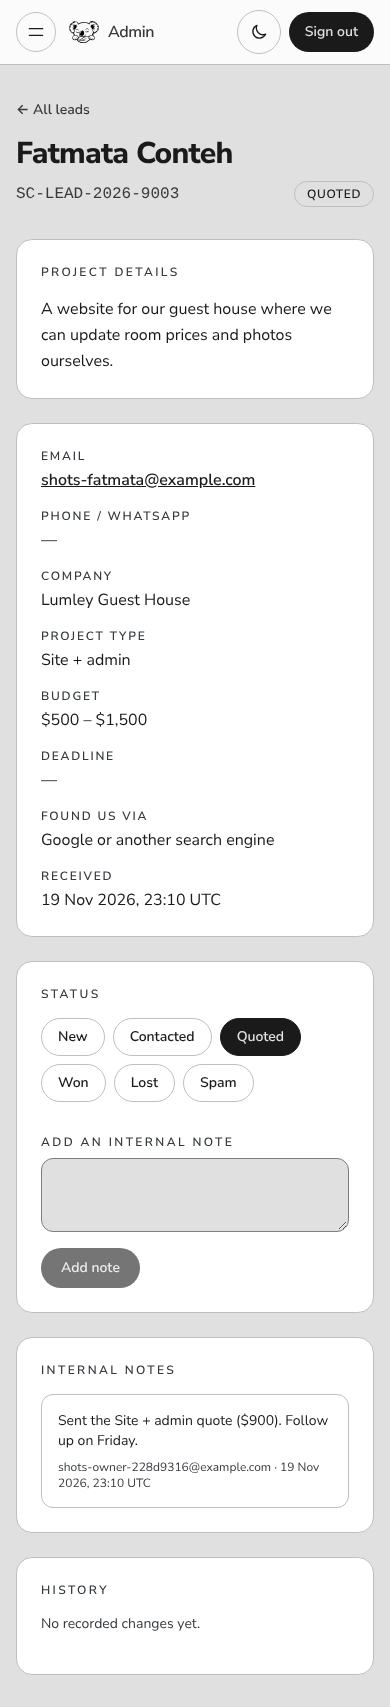 Admin
Sign out
← All leads
Fatmata Conteh
SC-LEAD-2026-9003
QUOTED
PROJECT DETAILS
A website for our guest house where we
can update room prices and photos
ourselves.
EMAIL
shots-fatmata@example.com
PHONE / WHATSAPP
—
COMPANY
Lumley Guest House
PROJECT TYPE
Site + admin
BUDGET
$500 – $1,500
DEADLINE
—
FOUND US VIA
Google or another search engine
RECEIVED
19 Nov 2026, 23:10 UTC
STATUS
New Contacted Quoted
Won Lost Spam
ADD AN INTERNAL NOTE
Add note
INTERNAL NOTES
Sent the Site + admin quote ($900). Follow
up on Friday.
shots-owner-228d9316@example.com · 19 Nov
2026, 23:10 UTC
HISTORY
No recorded changes yet.